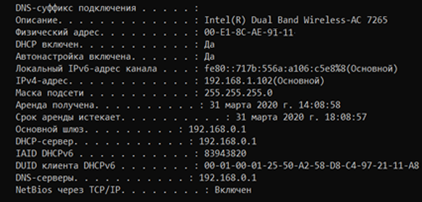 DNS-суффикс подключения . . . . . :
Описание. . . . . . . . . . . . . : Intel(R) Dual Band Wireless-AC 7265
Физический адрес. . . . . . . . . : 00-E1-8C-AE-91-11
DHCP включен. . . . . . . . . . . : Да
Автонастройка включена. . . . . . : Да
Локальный IPv6-адрес канала . . . : fe80::717b:556a:a106:c5e8%8(Основной)
IPv4-адрес. . . . . . . . . . . . : 192.168.1.102(Основной)
Маска подсети . . . . . . . . . . : 255.255.255.0
Аренда получена. . . . . . . . . . : 31 марта 2020 г. 14:08:58
Срок аренды истекает. . . . . . . . . . : 31 марта 2020 г. 18:08:57
Основной шлюз. . . . . . . . . : 192.168.0.1
DHCP-сервер. . . . . . . . . . . : 192.168.0.1
IAID DHCPv6 . . . . . . . . . . . : 83943820
DUID клиента DHCPv6 . . . . . . . : 00-01-00-01-25-50-A2-58-D8-C4-97-21-11-A8
DNS-серверы. . . . . . . . . . . : 192.168.0.1
NetBios через TCP/IP. . . . . . . . : Включен